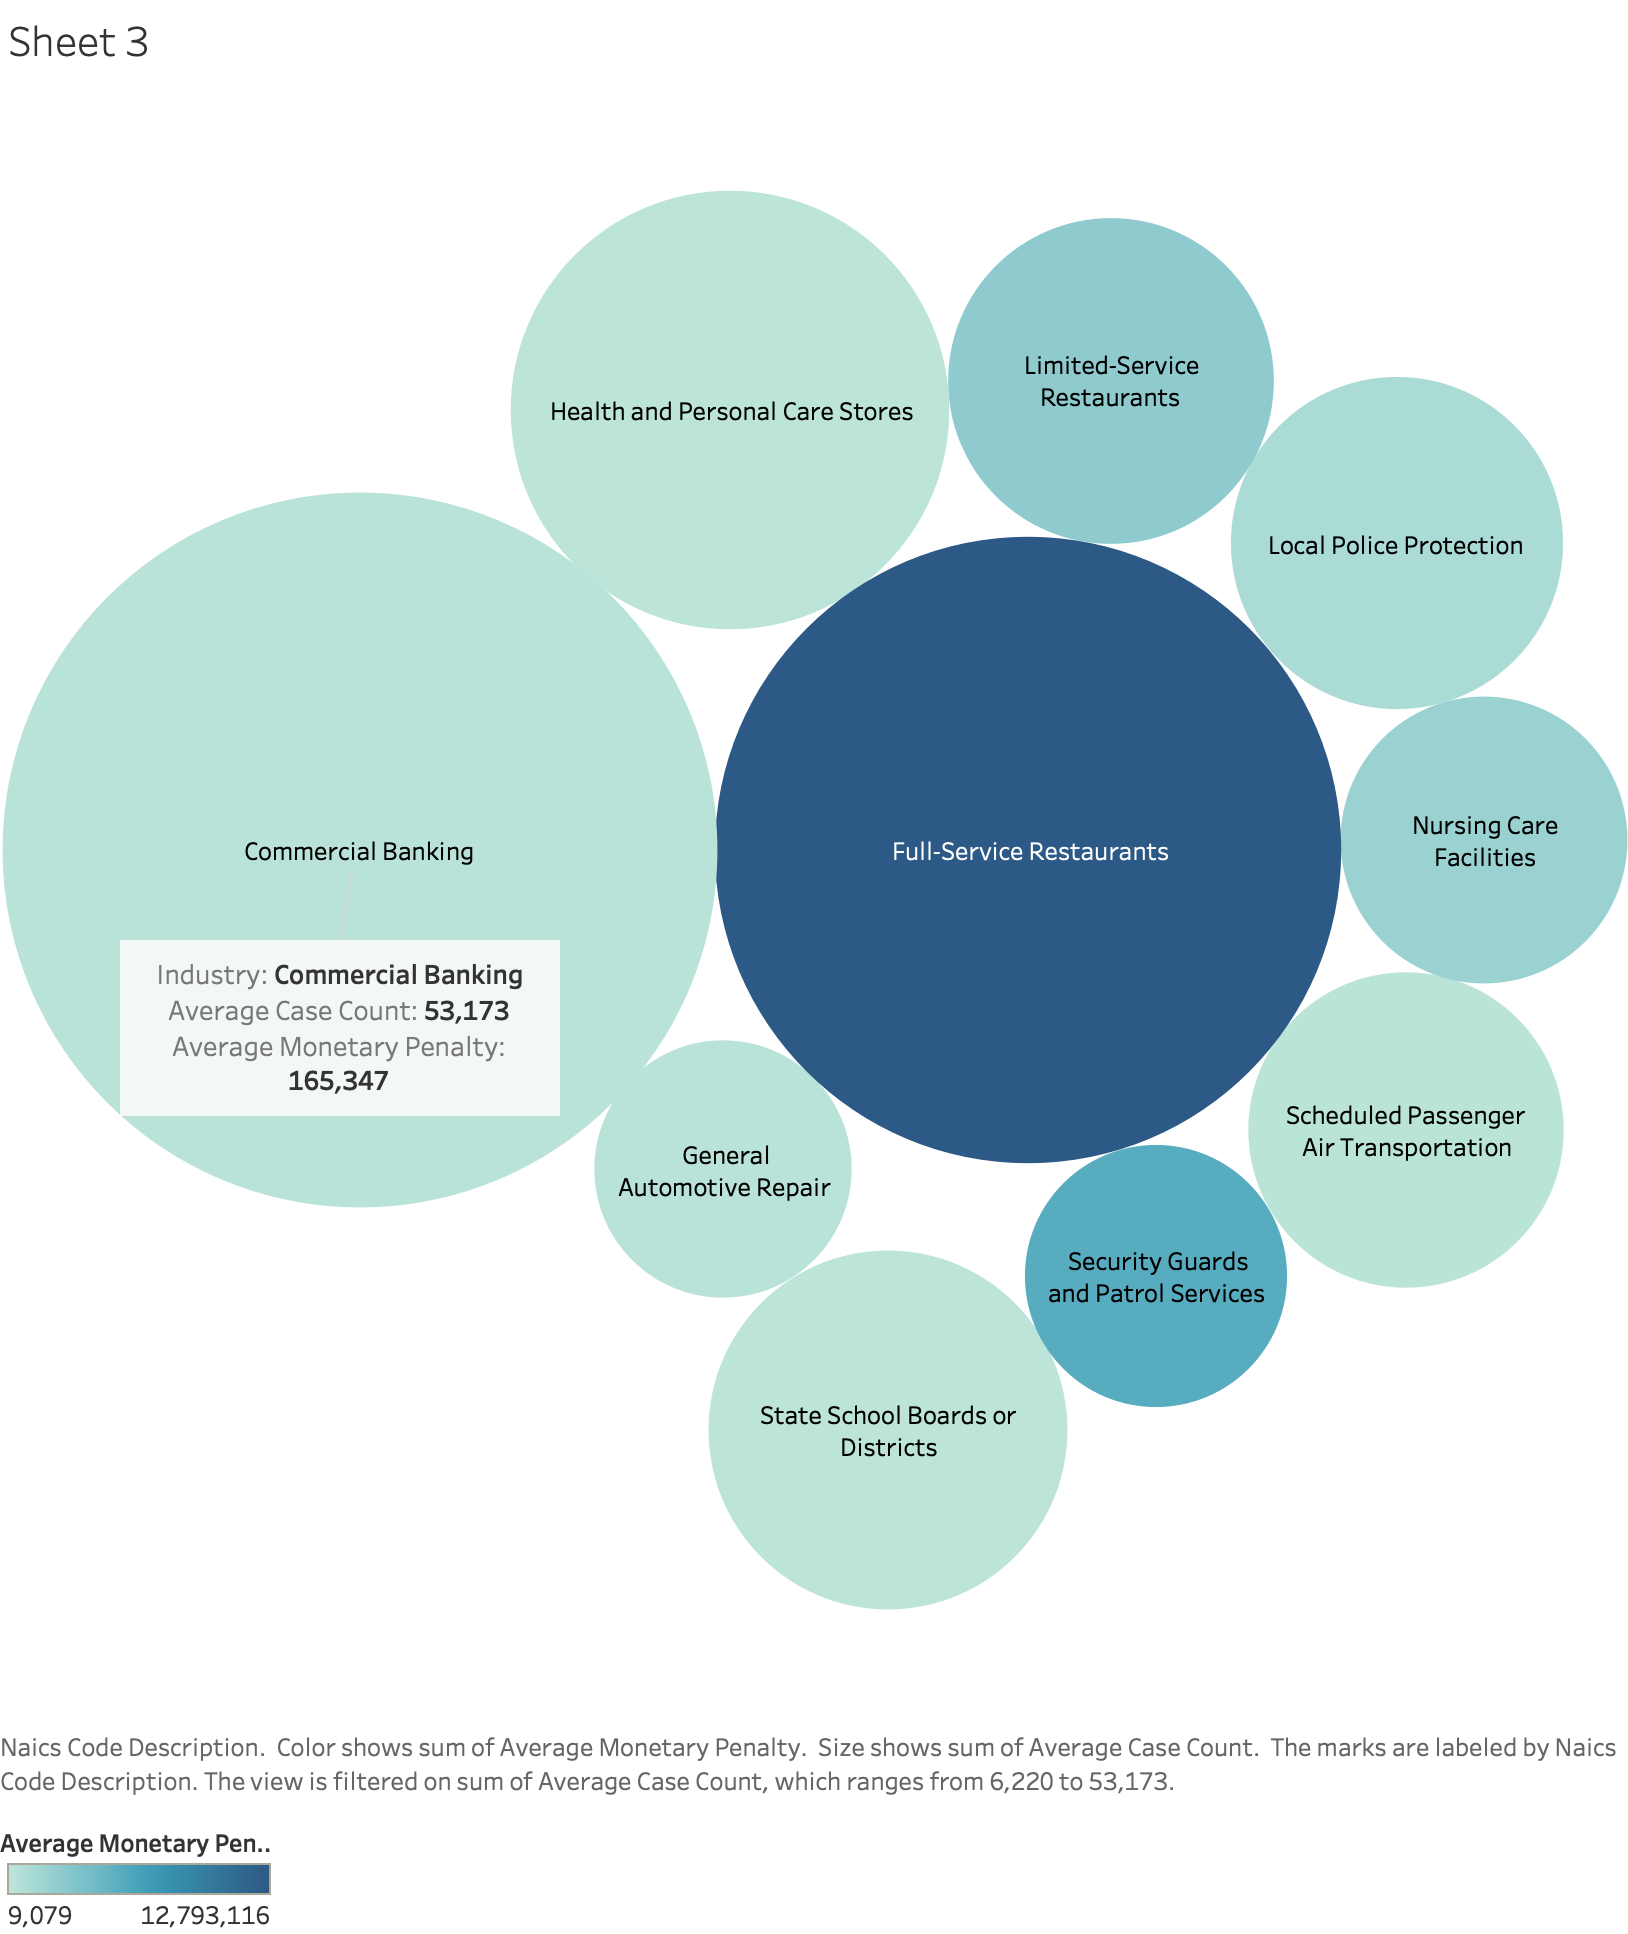 Sheet 3
Limited-Service
Restaurants
Health and Personal Care Stores
Local Police Protection
Nursing Care
Facilities
Commercial Banking
Full-Service Restaurants
Industry: Commercial Banking
Average Case Count: 53,173
Average Monetary Penalty:
165,347
Scheduled Passenger
Air Transportation
General
Automotive Repair
Security Guards
and Patrol Services
State School Boards or
Districts
Naics Code Description.  Color shows sum of Average Monetary Penalty.  Size shows sum of Average Case Count.  The marks are labeled by Naics
Code Description. The view is filtered on sum of Average Case Count, which ranges from 6,220 to 53,173.
Average Monetary Pen..
9,079 12,793,116